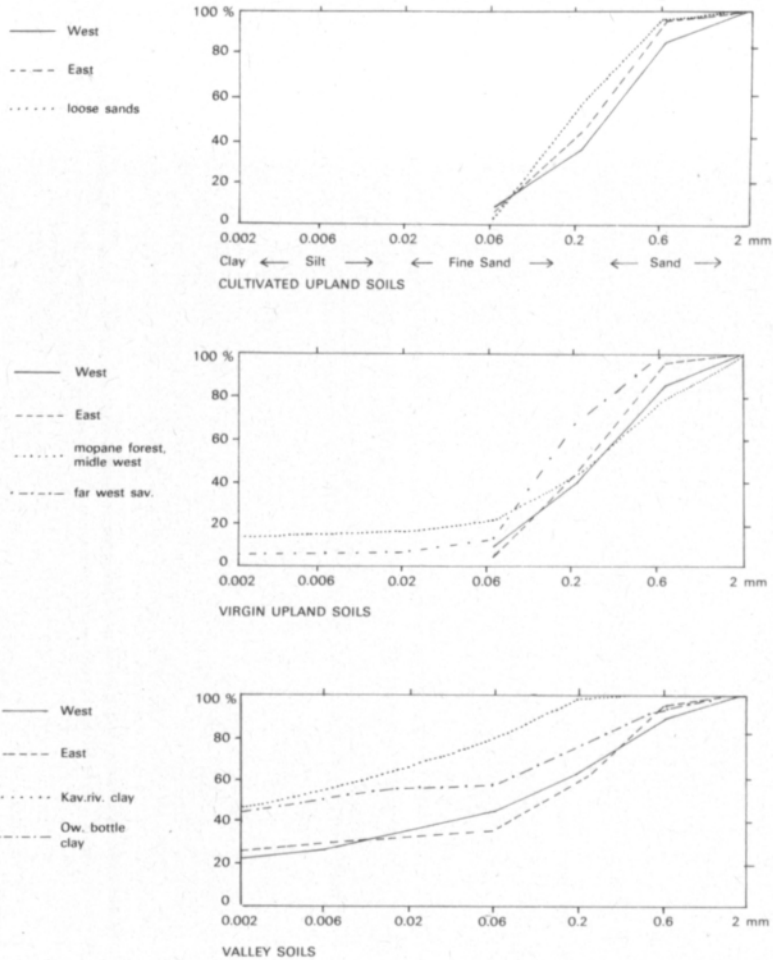 100 %
80
60
40
20
0
West
East
loose sands
0.002 0.006 0.02 0.06 0.2 0.6 2 mm
Clay ← Silt → ← Fine Sand → ← Sand →
CULTIVATED UPLAND SOILS
100 %
80
60
40
20
0
West
East
mopane forest,
midle west
far west sav.
0.002 0.006 0.02 0.06 0.2 0.6 2 mm
VIRGIN UPLAND SOILS
100 %
80
60
40
20
0
West
East
Kav.riv. clay
Ow. bottle
clay
0.002 0.006 0.02 0.06 0.2 0.6 2 mm
VALLEY SOILS